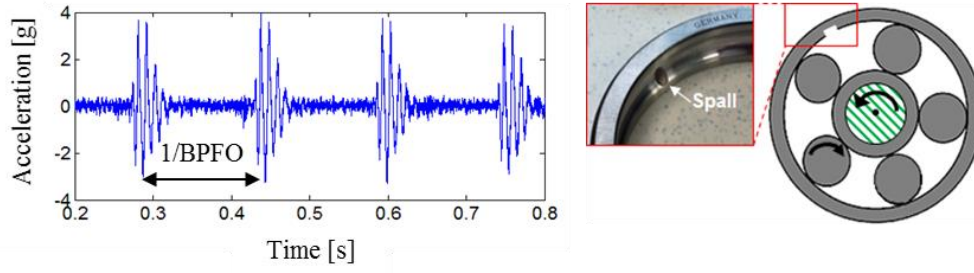 Acceleration [g]
4
2
0
-2
-4
1/BPFO
0.2 0.3 0.4 0.5 0.6 0.7 0.8
Time [s]
GERMANY
Spall